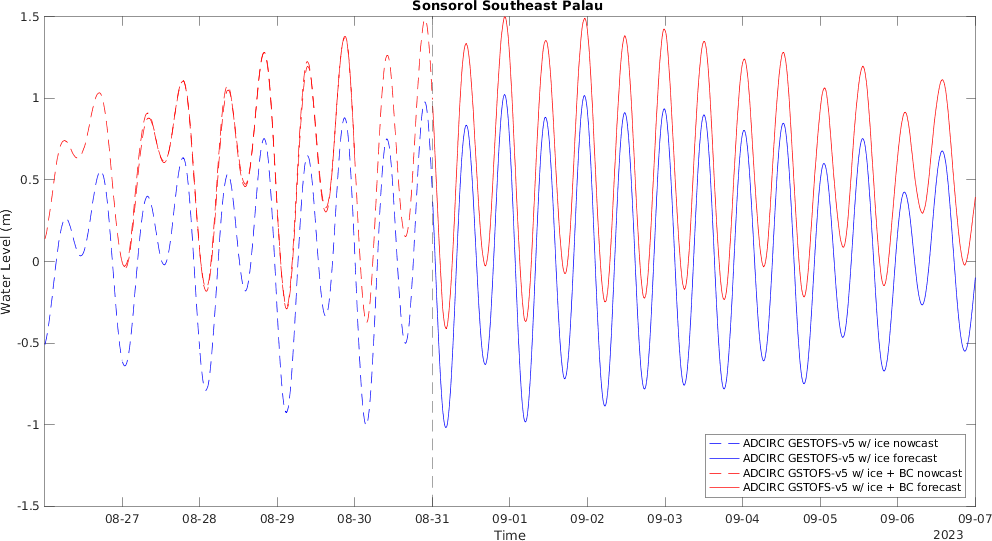 Sonsorol Southeast Palau
1.5
1
0.5
0
-0.5
-1
-1.5
Water Level (m)
08-27 08-28 08-29 08-30 08-31 09-01 09-02 09-03 09-04 09-05 09-06 09-07
Time
2023
ADCIRC GESTOFS-v5 w/ ice nowcast
ADCIRC GESTOFS-v5 w/ ice forecast
ADCIRC GSTOFS-v5 w/ ice + BC nowcast
ADCIRC GSTOFS-v5 w/ ice + BC forecast